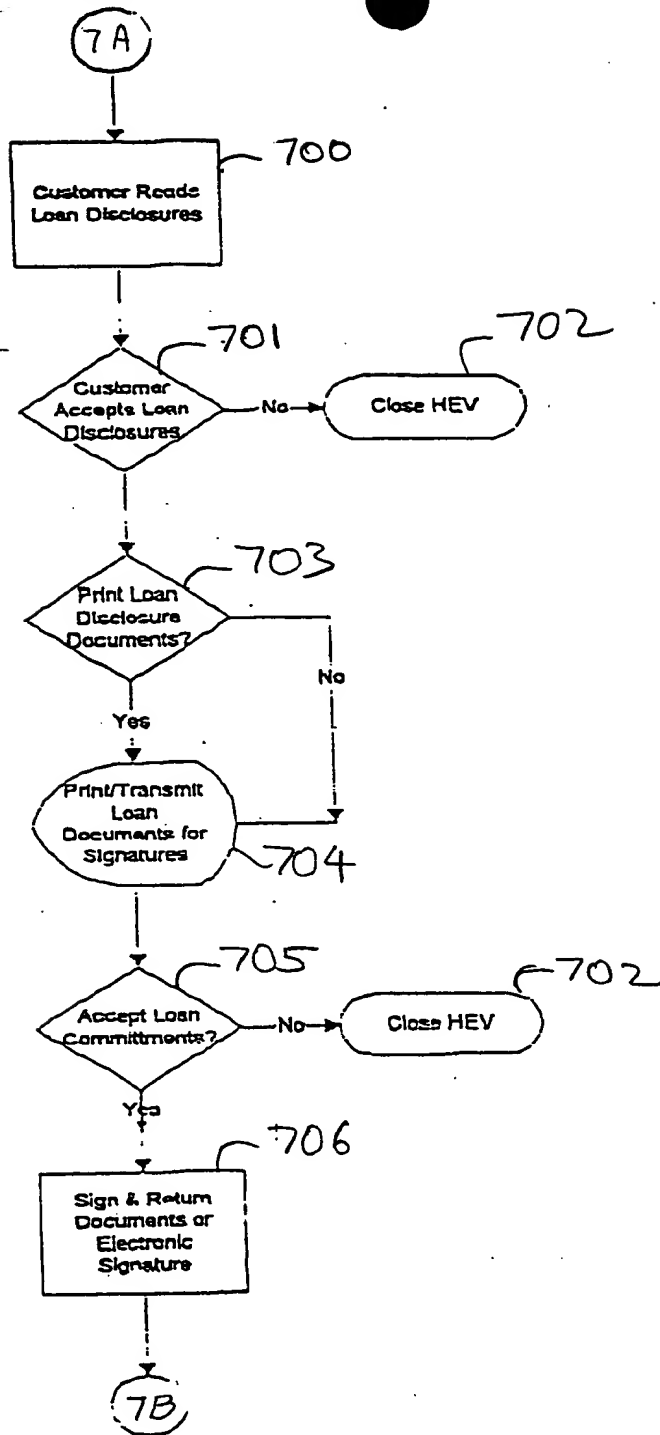 7A
700
Customer Reads
Loan Disclosures
701
702
Customer
Accepts Loan
Disclosures
No
Close HEV
703
Print Loan
Disclosure
Documents?
No
Yes
Print/Transmit
Loan
Documents for
Signatures
704
705
702
Accept Loan
Committments?
No
Close HEV
Yes
706
Sign & Return
Documents or
Electronic
Signature
7B